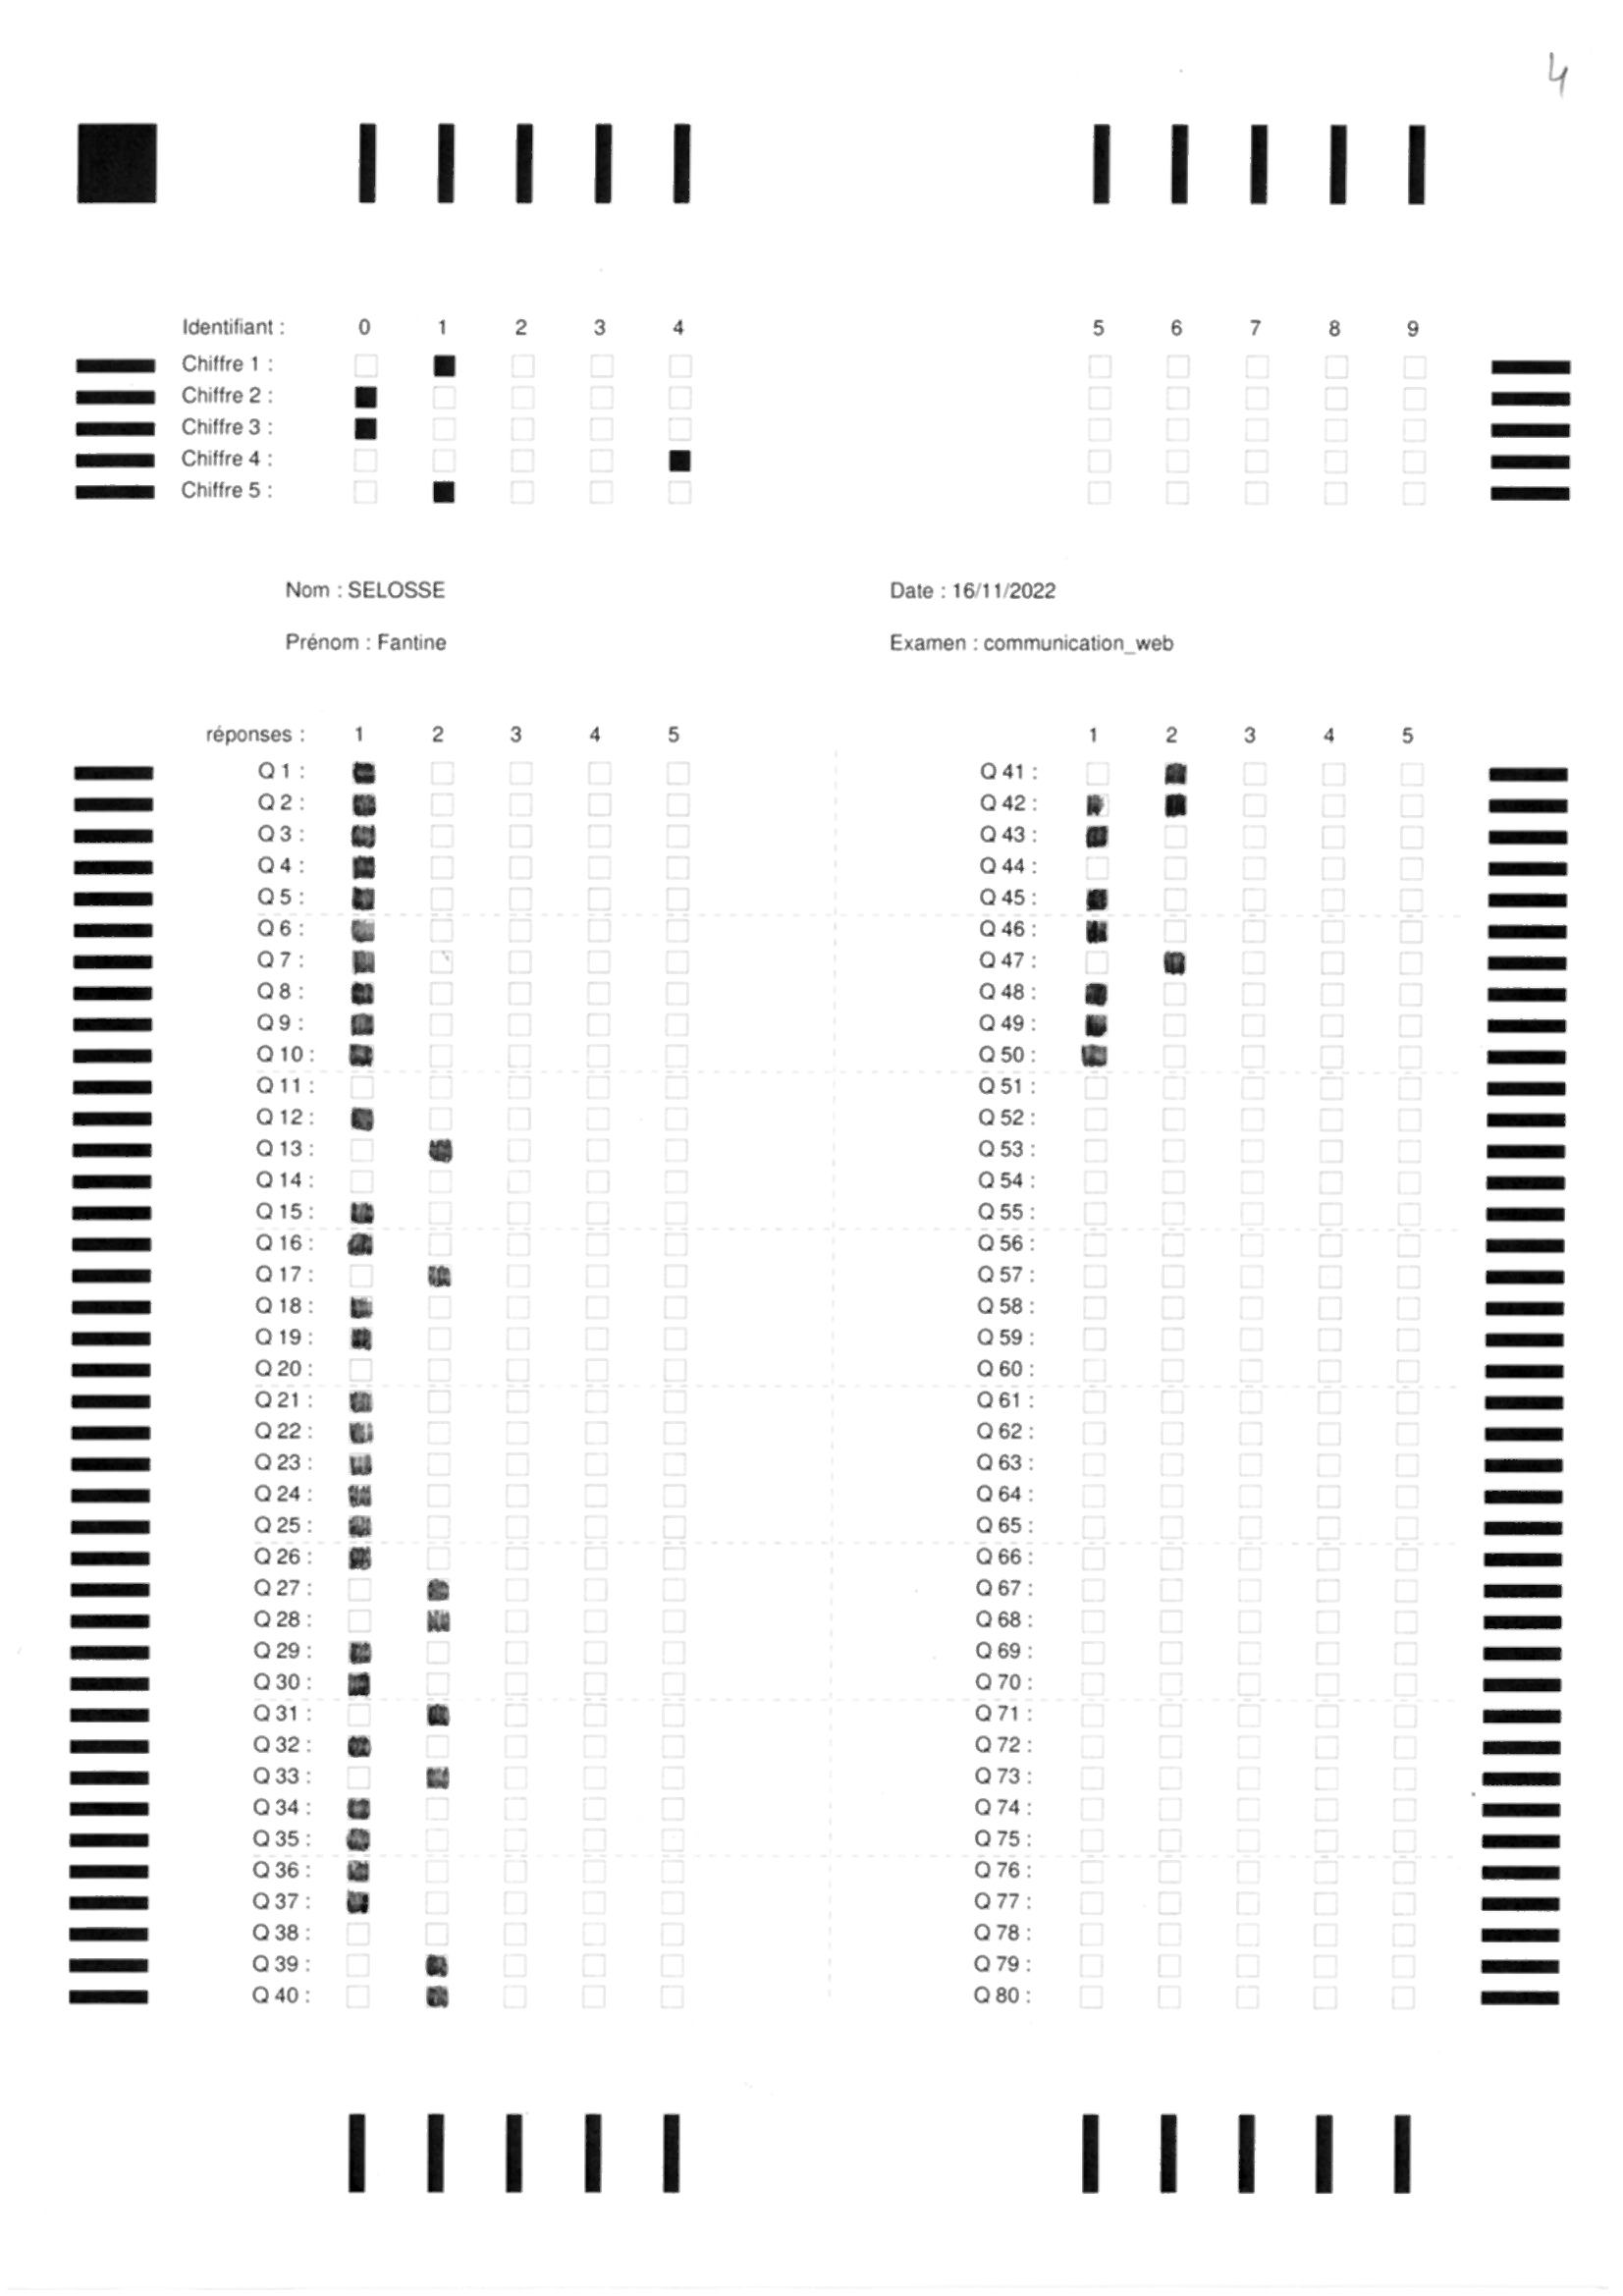 4
Identifiant : 0 1 2 3 4 5 6 7 8 9
Chiffre 1 :
Chiffre 2 :
Chiffre 3 :
Chiffre 4 :
Chiffre 5 :
Nom : SELOSSE Date : 16/11/2022
Prénom : Fantine Examen : communication_web
réponses : 1 2 3 4 5 1 2 3 4 5
Q 1 : Q 41 :
Q 2 : Q 42 :
Q 3 : Q 43 :
Q 4 : Q 44 :
Q 5 : Q 45 :
Q 6 : Q 46 :
Q 7 : Q 47 :
Q 8 : Q 48 :
Q 9 : Q 49 :
Q 10 : Q 50 :
Q 11 : Q 51 :
Q 12 : Q 52 :
Q 13 : Q 53 :
Q 14 : Q 54 :
Q 15 : Q 55 :
Q 16 : Q 56 :
Q 17 : Q 57 :
Q 18 : Q 58 :
Q 19 : Q 59 :
Q 20 : Q 60 :
Q 21 : Q 61 :
Q 22 : Q 62 :
Q 23 : Q 63 :
Q 24 : Q 64 :
Q 25 : Q 65 :
Q 26 : Q 66 :
Q 27 : Q 67 :
Q 28 : Q 68 :
Q 29 : Q 69 :
Q 30 : Q 70 :
Q 31 : Q 71 :
Q 32 : Q 72 :
Q 33 : Q 73 :
Q 34 : Q 74 :
Q 35 : Q 75 :
Q 36 : Q 76 :
Q 37 : Q 77 :
Q 38 : Q 78 :
Q 39 : Q 79 :
Q 40 : Q 80 :